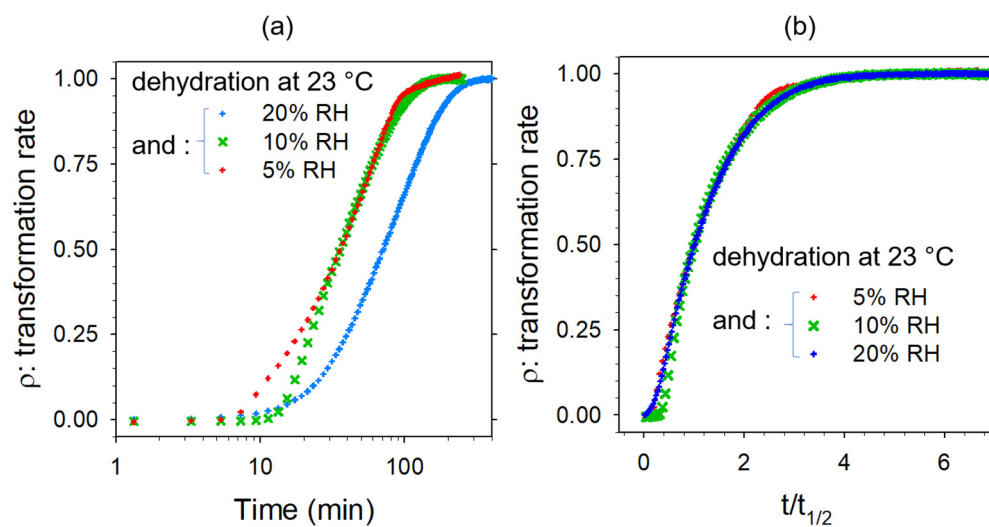 (a)
1.00
0.75
0.50
0.25
0.00
ρ: transformation rate
dehydration at 23 °C
and :
20% RH
10% RH
5% RH
1
10
100
Time (min)
(b)
1.00
0.75
0.50
0.25
0.00
ρ: transformation rate
dehydration at 23 °C
and :
5% RH
10% RH
20% RH
0
2
4
6
t/t1/2